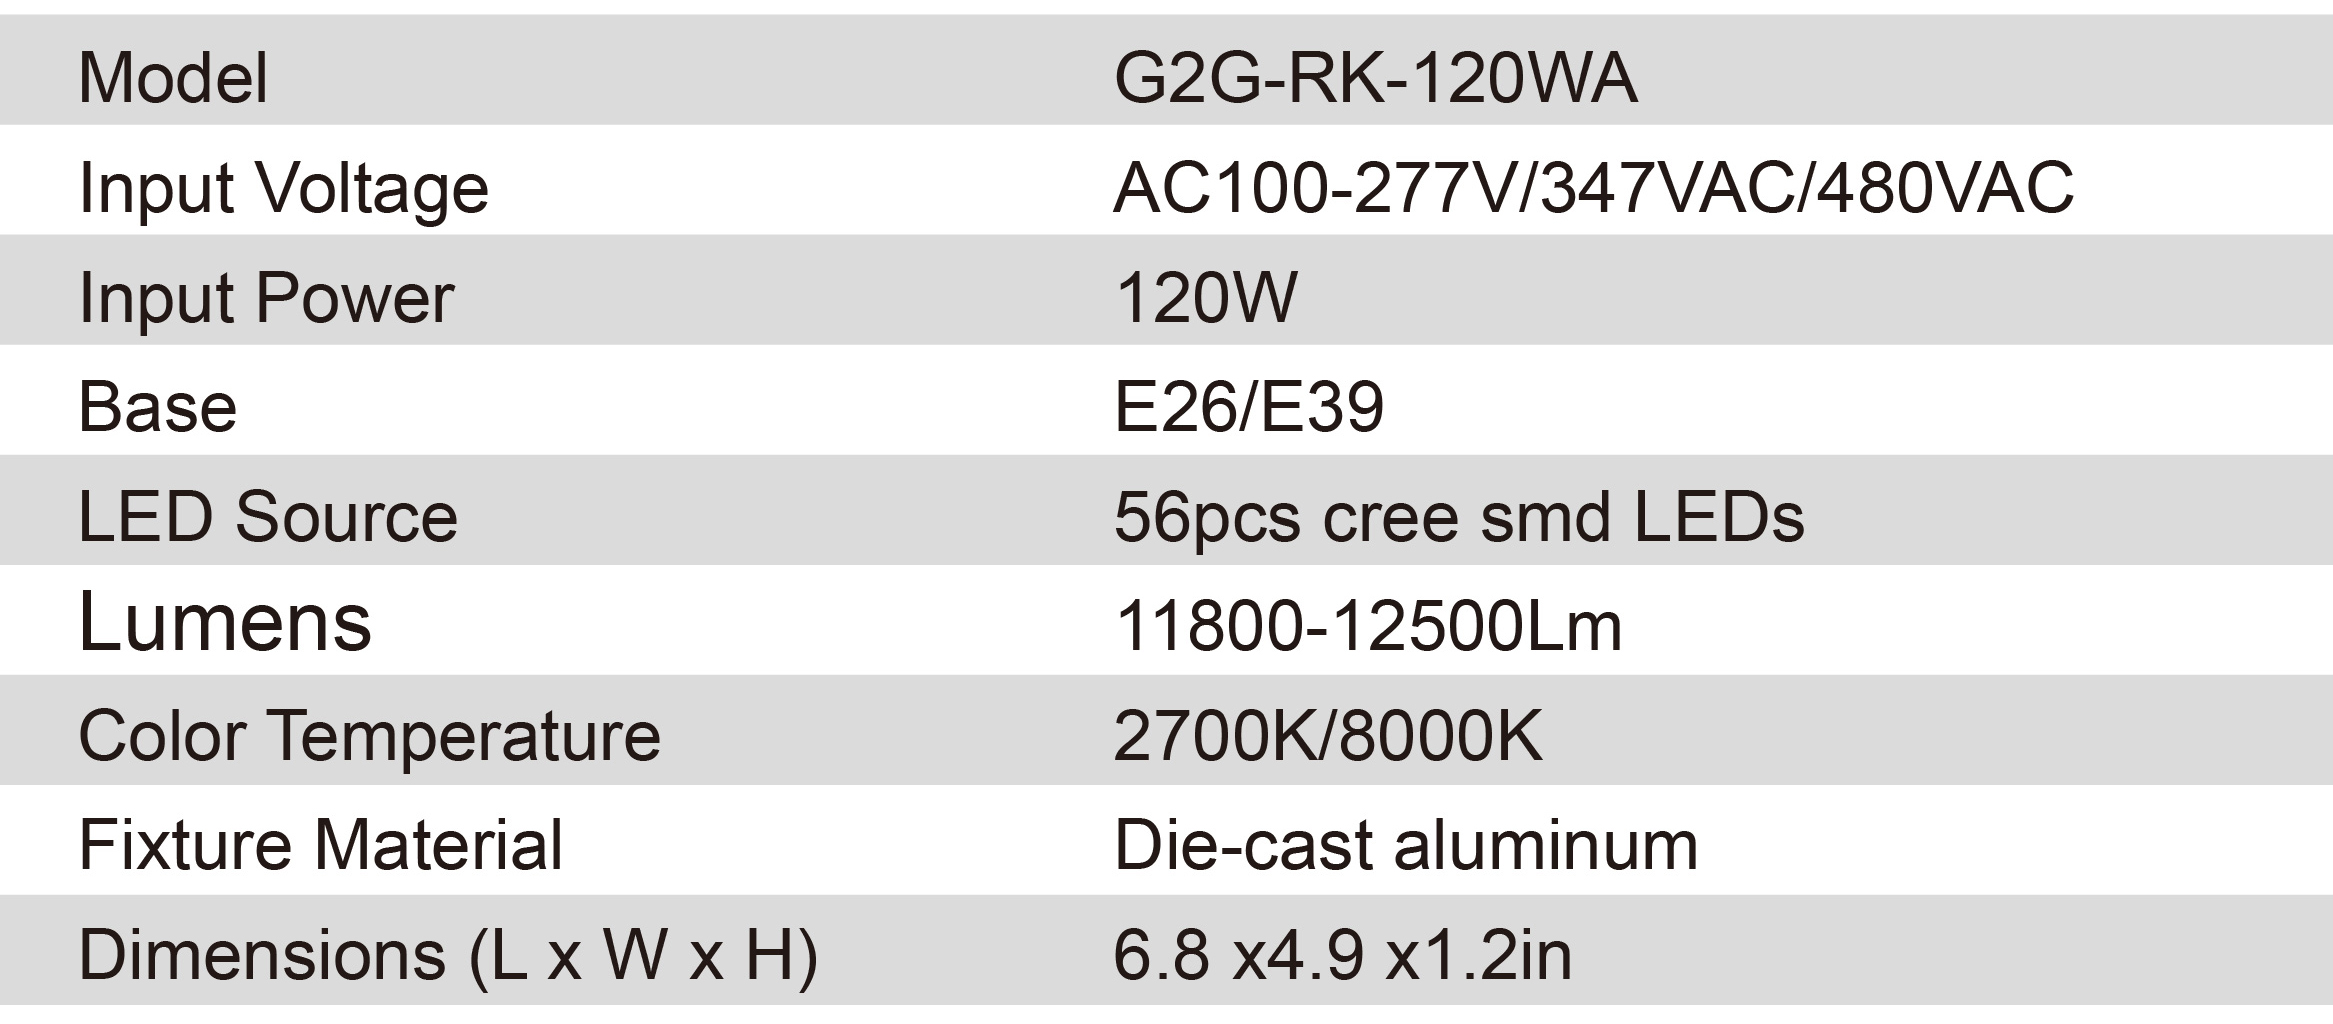 Model G2G-RK-120WA
Input Voltage AC100-277V/347VAC/480VAC
Input Power 120W
Base E26/E39
LED Source 56pcs cree smd LEDs
Lumens 11800-12500Lm
Color Temperature 2700K/8000K
Fixture Material Die-cast aluminum
Dimensions (L x W x H) 6.8 x4.9 x1.2in